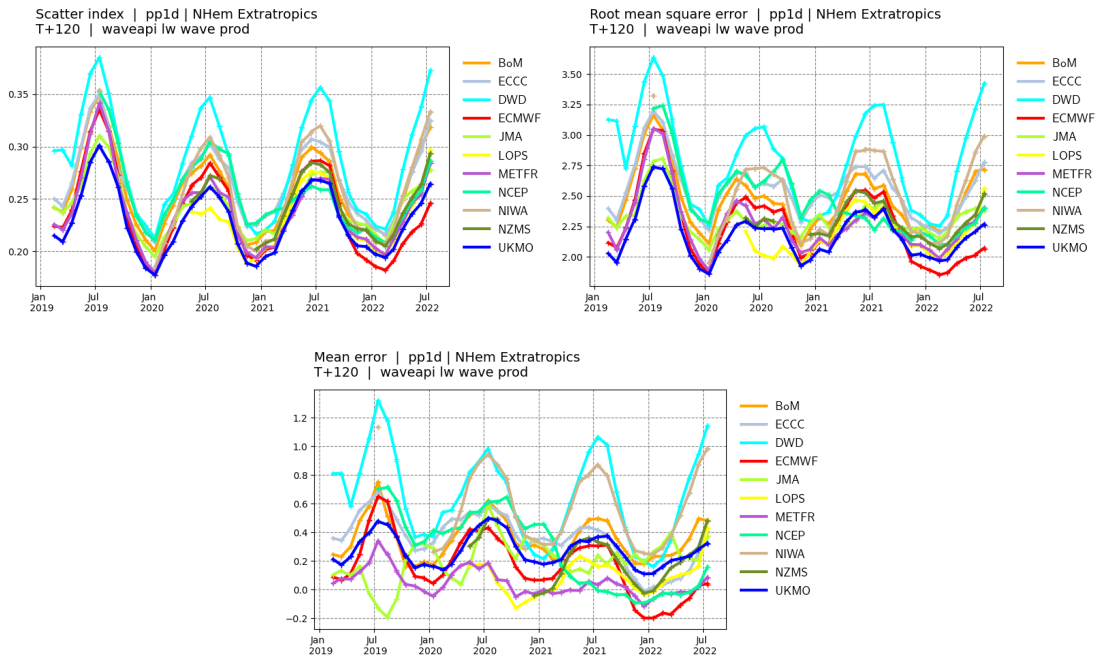 Scatter index | pp1d | NHem Extratropics
T+120 | waveapi lw wave prod
0.35
0.30
0.25
0.20
Jan
2019
Jul
2019
Jan
2020
Jul
2020
Jan
2021
Jul
2021
Jan
2022
Jul
2022
BoM
ECCC
DWD
ECMWF
JMA
LOPS
METFR
NCEP
NIWA
NZMS
UKMO
Root mean square error | pp1d | NHem Extratropics
T+120 | waveapi lw wave prod
3.50
3.25
3.00
2.75
2.50
2.25
2.00
Jan
2019
Jul
2019
Jan
2020
Jul
2020
Jan
2021
Jul
2021
Jan
2022
Jul
2022
BoM
ECCC
DWD
ECMWF
JMA
LOPS
METFR
NCEP
NIWA
NZMS
UKMO
Mean error | pp1d | NHem Extratropics
T+120 | waveapi lw wave prod
1.2
1.0
0.8
0.6
0.4
0.2
0.0
−0.2
Jan
2019
Jul
2019
Jan
2020
Jul
2020
Jan
2021
Jul
2021
Jan
2022
Jul
2022
BoM
ECCC
DWD
ECMWF
JMA
LOPS
METFR
NCEP
NIWA
NZMS
UKMO